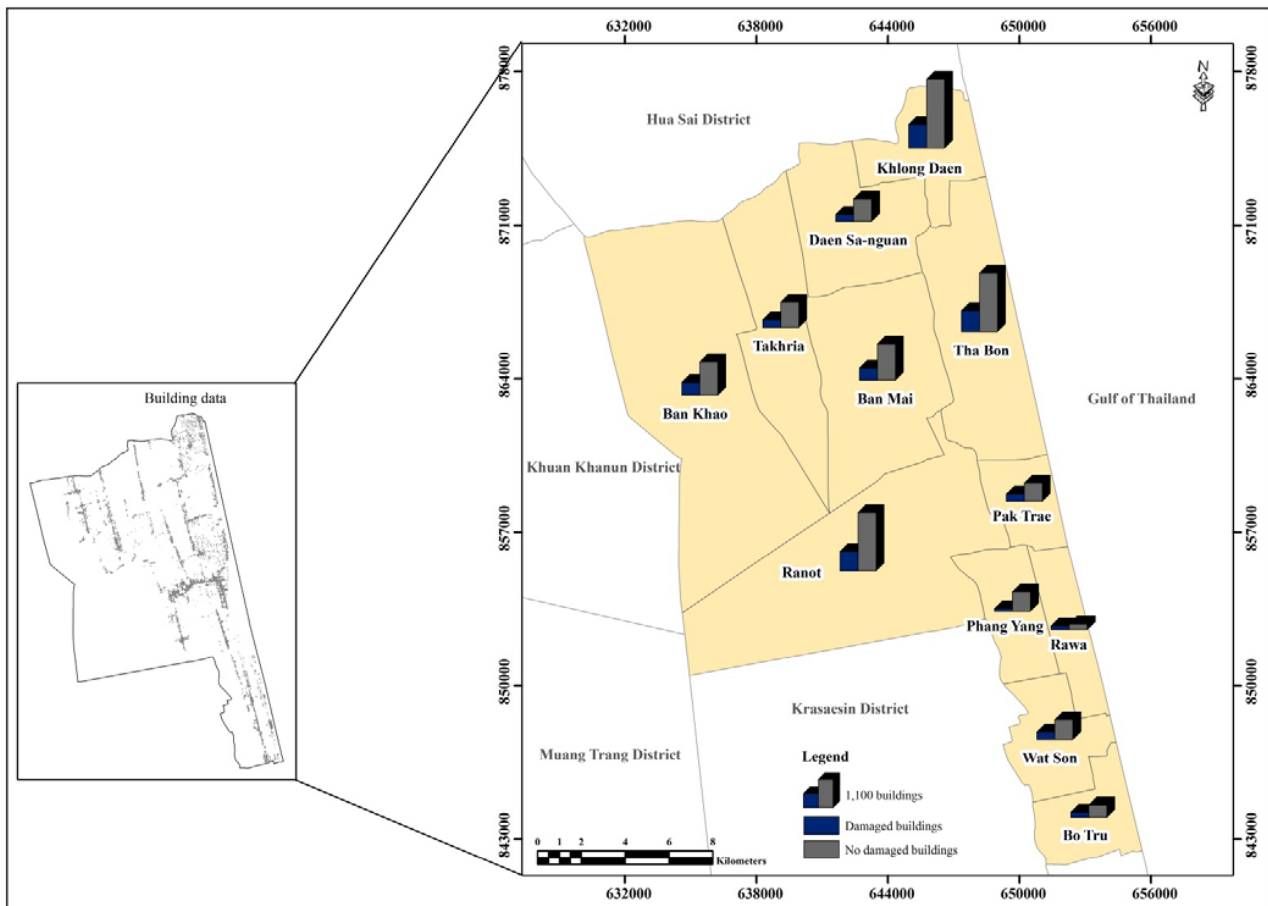 632000 638000 644000 650000 656000
878000 878000
N
Hua Sai District
Khlong Daen
871000 871000
Daen Sa-nguan
Takhria
Tha Bon
864000 864000
Ban Khao
Ban Mai
Gulf of Thailand
Building data
Khuan Khanun District
Pak Trae
857000 857000
Ranot
Phang Yang
Rawa
850000 850000
Krasaesin District
Muang Trang District
Wat Son
Legend
1,100 buildings
Damaged buildings
No damaged buildings
Bo Tru
843000 843000
0 1 2 4 6 8
Kilometers
632000 638000 644000 650000 656000